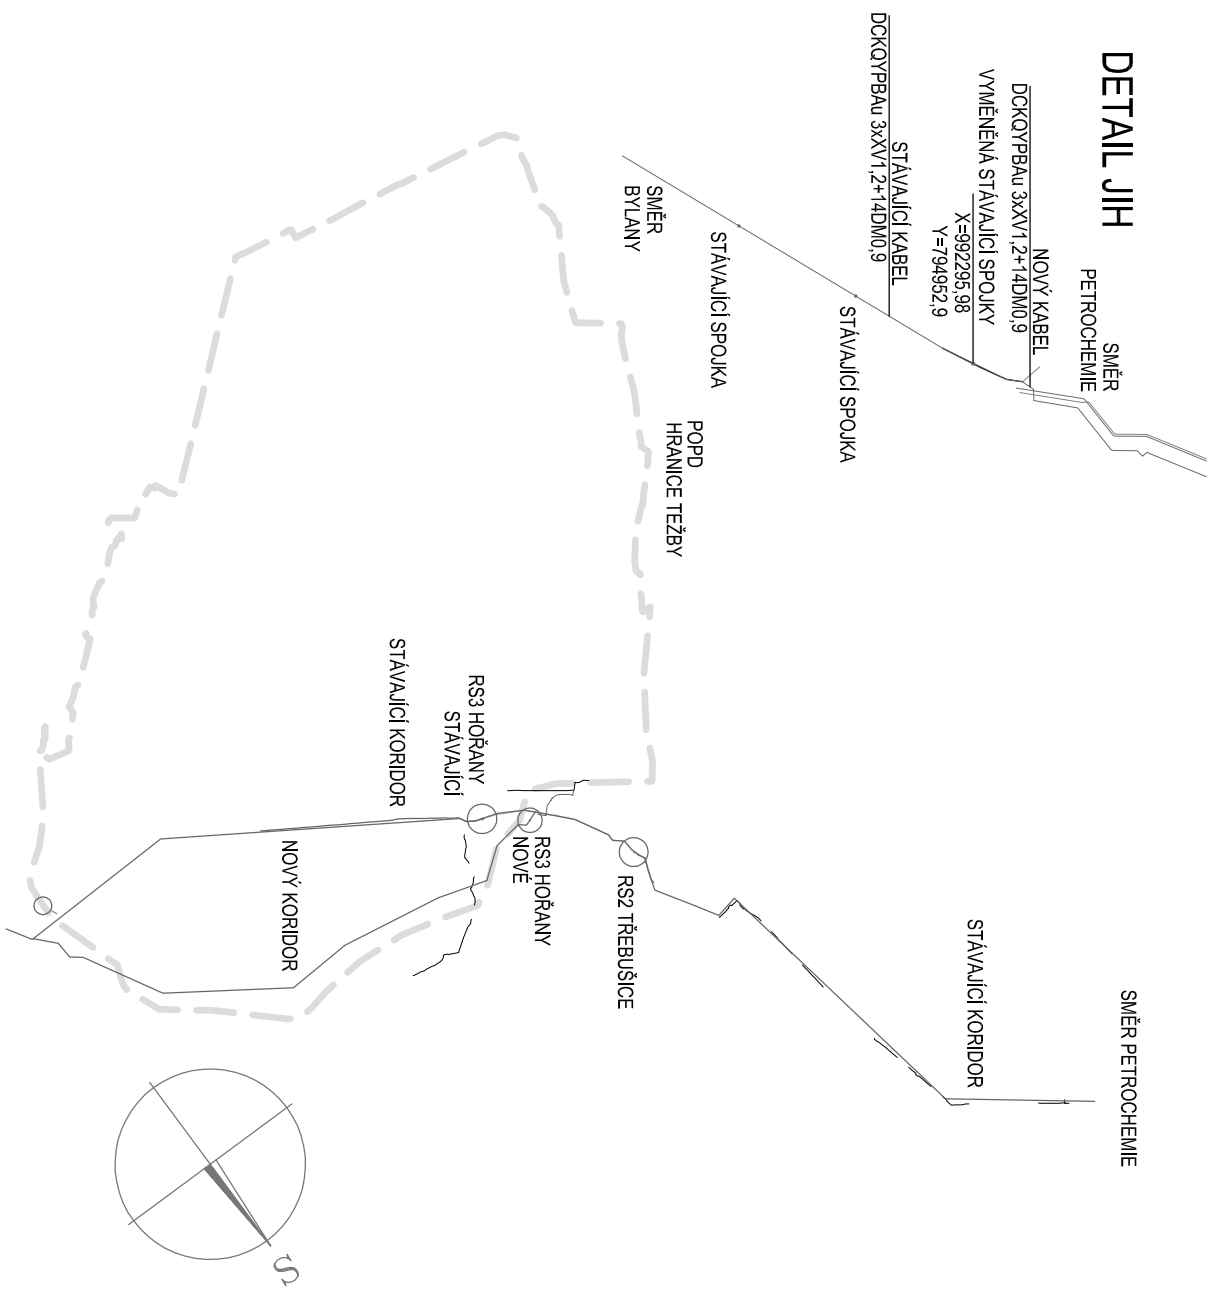 DETAIL JIH
SMĚR
PETROCHEMIE
NOVÝ KABEL
DCKQYPBAu 3xXV1,2+14DM0,9
VYMĚNĚNÁ STÁVAJÍCÍ SPOJKY
X=992295,98
Y=794952,9
STÁVAJÍCÍ KABEL
DCKQYPBAu 3xXV1,2+14DM0,9
STÁVAJÍCÍ SPOJKA
STÁVAJÍCÍ SPOJKA
SMĚR
BYLANY
POPD
HRANICE TEŽBY
SMĚR PETROCHEMIE
STÁVAJÍCÍ KORIDOR
RS2 TŘEBUŠICE
RS3 HOŘANY
NOVÉ
RS3 HOŘANY
STÁVAJÍCÍ
STÁVAJÍCÍ KORIDOR
NOVÝ KORIDOR
S